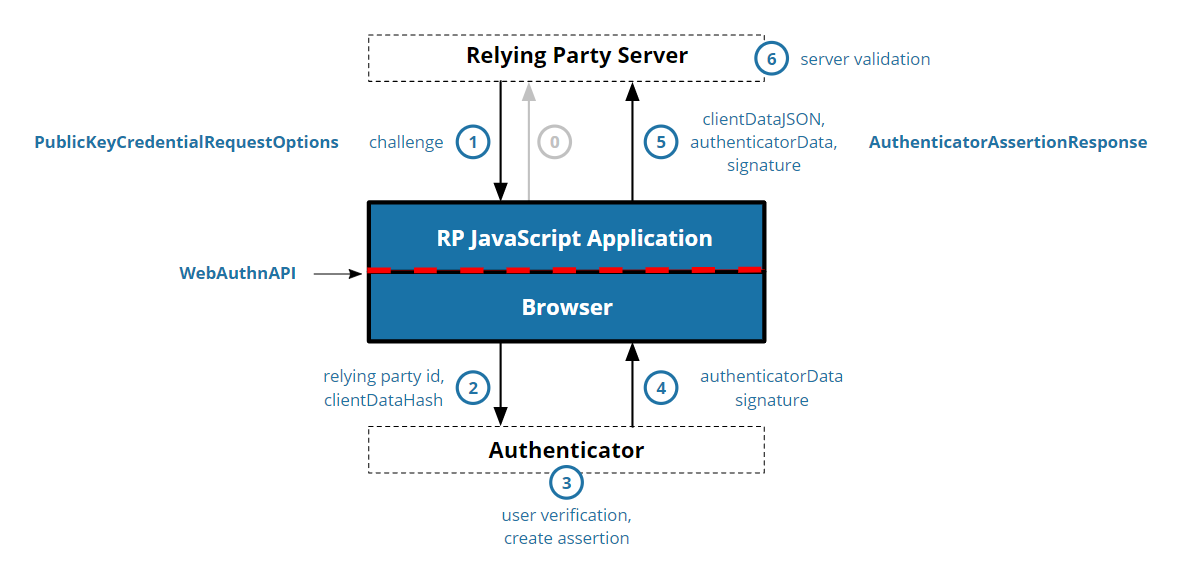 Relying Party Server
6
server validation
PublicKeyCredentialRequestOptions
challenge
1
0
5
clientDataJSON,
authenticatorData,
signature
AuthenticatorAssertionResponse
RP JavaScript Application
WebAuthnAPI
Browser
relying party id,
clientDataHash
2
4
authenticatorData
signature
Authenticator
3
user verification,
create assertion